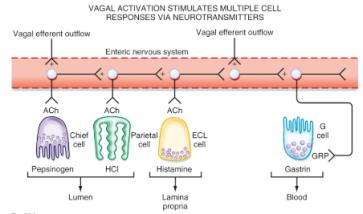 VAGAL ACTIVATION STIMULATES MULTIPLE CELL
RESPONSES VIA NEUROTRANSMITTERS
Vagal efferent outflow
Vagal efferent outflow
Enteric nervous system
+
+
+
+
+
+
ACh
ACh
ACh
Chief
cell
Parietal
cell
ECL
cell
G
cell
GRP
Pepsinogen
HCl
Histamine
Gastrin
Lumen
Lamina
propria
Blood